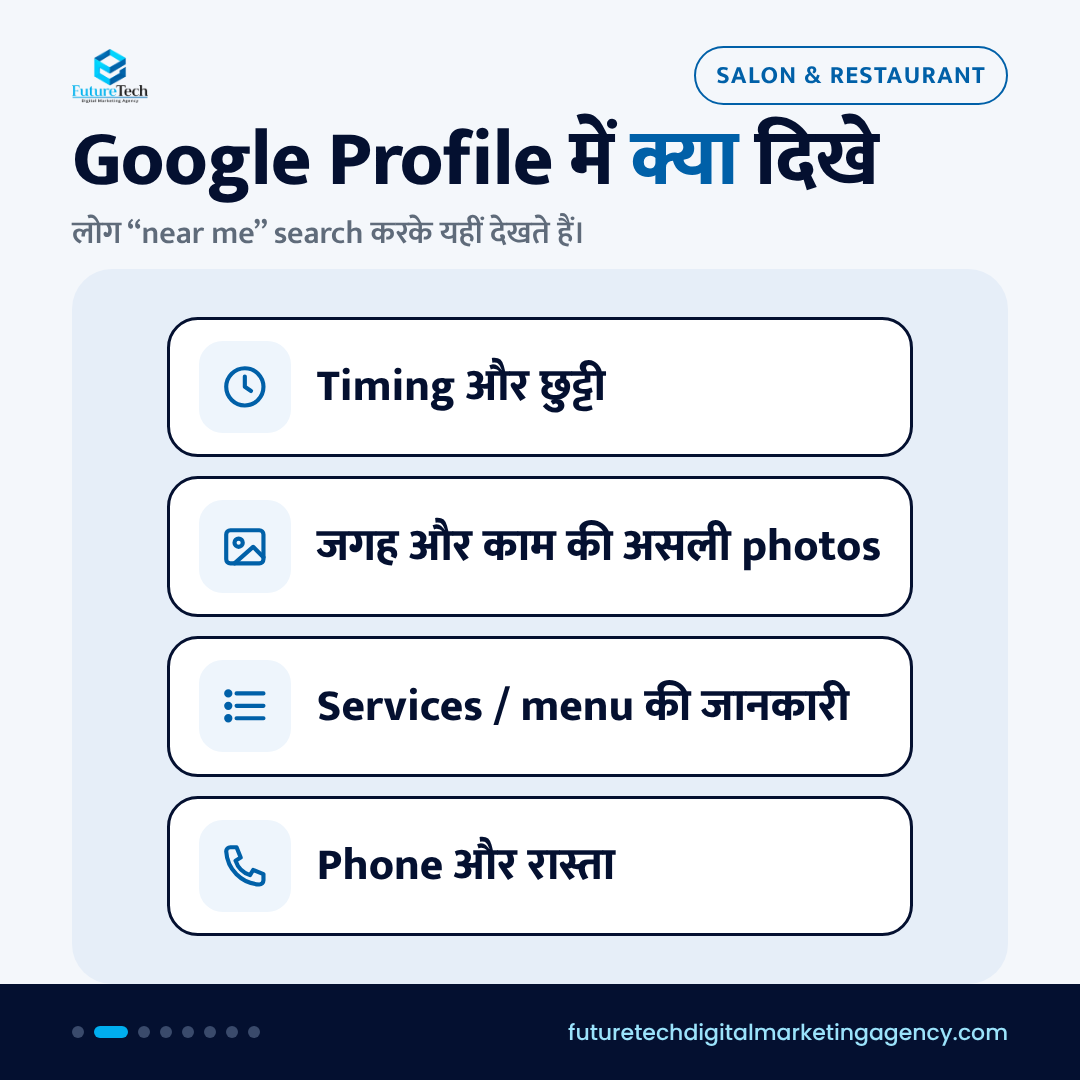 FutureTech
Digital Marketing Agency
SALON & RESTAURANT
Google Profile में क्या दिखे
लोग “near me” search करके यहीं देखते हैं।
Timing और छुट्टी
जगह और काम की असली photos
Services / menu की जानकारी
Phone और रास्ता
futuretechdigitalmarketingagency.com